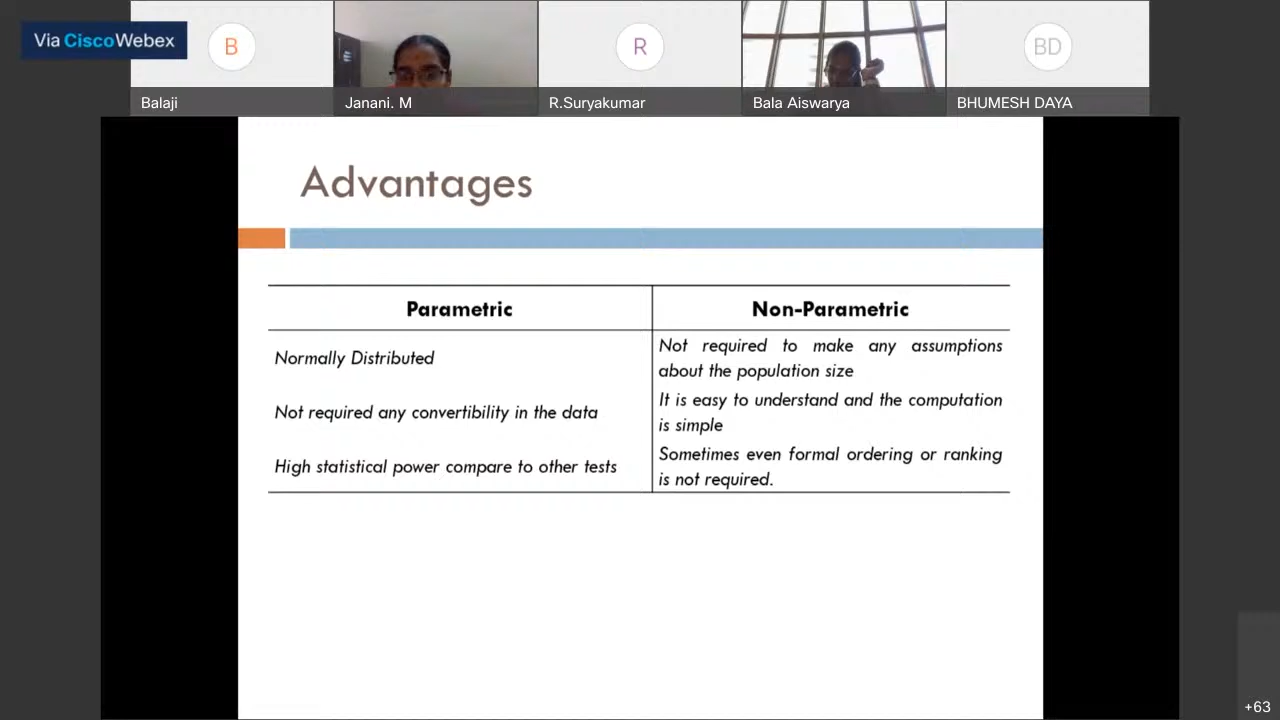 Via CiscoWebex
B
R
BD
Balaji
Janani. M
R.Suryakumar
Bala Aiswarya
BHUMESH DAYA
Advantages
Parametric
Non-Parametric
Normally Distributed
Not required to make any assumptions
about the population size
Not required any convertibility in the data
It is easy to understand and the computation
is simple
High statistical power compare to other tests
Sometimes even formal ordering or ranking
is not required.
+63